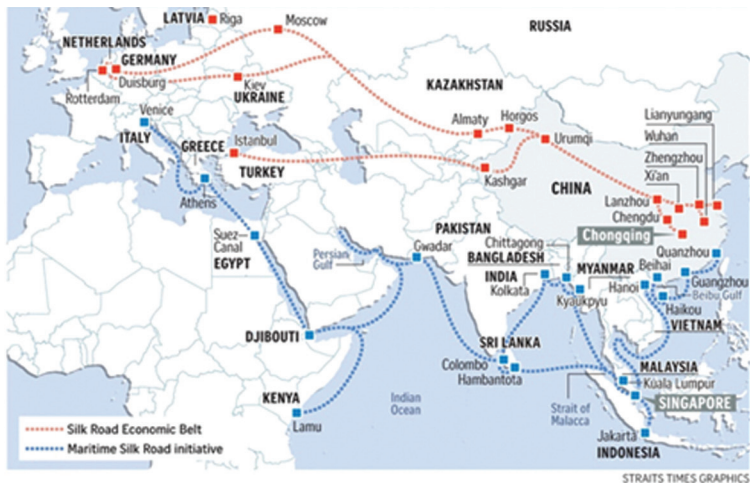 LATVIA
Riga
Moscow
RUSSIA
NETHERLANDS
GERMANY
Duisburg
Rotterdam
Kiev
UKRAINE
KAZAKHSTAN
Venice
ITALY
Almaty
Horgos
Urumqi
Lianyungang
Wuhan
Zhengzhou
Xi'an
GREECE
Istanbul
TURKEY
Athens
Kashgar
CHINA
Lanzhou
Chengdu
Chongqing
Suez
Canal
EGYPT
Persian
Gulf
PAKISTAN
Gwadar
Chittagong
BANGLADESH
INDIA
Kolkata
MYANMAR
Kyaukpyu
Quanzhou
Beihai
Hanoi
Guangzhou
Beibu Gulf
Haikou
VIETNAM
DJIBOUTI
SRI LANKA
Colombo
Hambantota
MALAYSIA
Kuala Lumpur
SINGAPORE
KENYA
Lamu
Indian
Ocean
Strait of
Malacca
Jakarta
INDONESIA
Silk Road Economic Belt
Maritime Silk Road initiative
STRAITS TIMES GRAPHICS